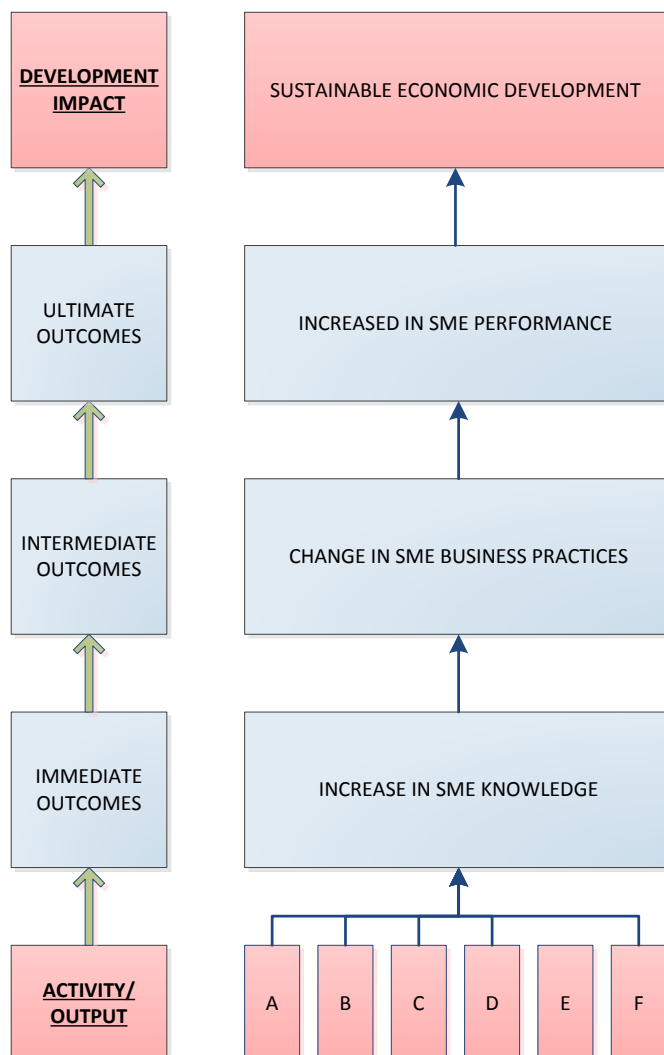 DEVELOPMENT
IMPACT
SUSTAINABLE ECONOMIC DEVELOPMENT
ULTIMATE
OUTCOMES
INCREASED IN SME PERFORMANCE
INTERMEDIATE
OUTCOMES
CHANGE IN SME BUSINESS PRACTICES
IMMEDIATE
OUTCOMES
INCREASE IN SME KNOWLEDGE
ACTIVITY/
OUTPUT
A
B
C
D
E
F